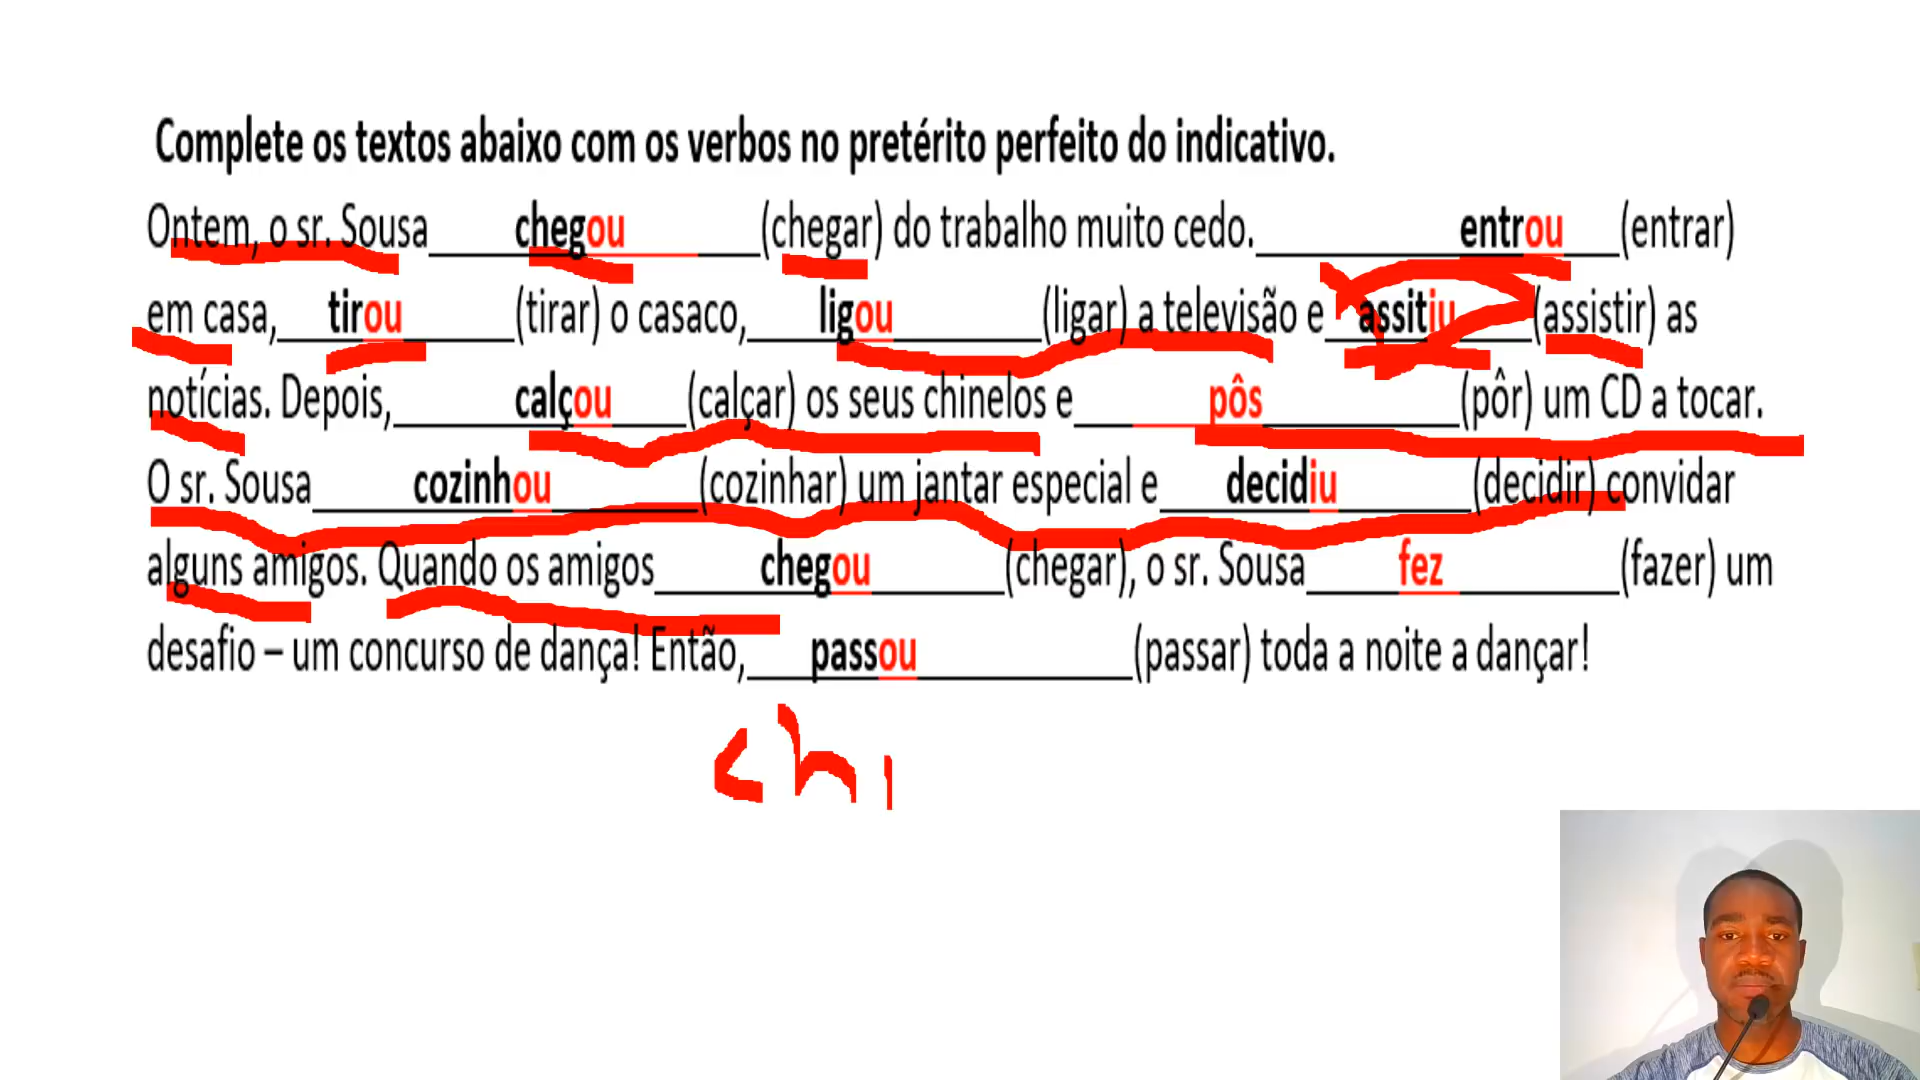 Complete os textos abaixo com os verbos no pretérito perfeito do indicativo.
Ontem, o sr. Sousa chegou (chegar) do trabalho muito cedo. entrou (entrar)
em casa, tirou (tirar) o casaco, ligou (ligar) a televisão e assitiu (assistir) as
notícias. Depois, calçou (calçar) os seus chinelos e pôs (pôr) um CD a tocar.
O sr. Sousa cozinhou (cozinhar) um jantar especial e decidiu (decidir) convidar
alguns amigos. Quando os amigos chegou (chegar), o sr. Sousa fez (fazer) um
desafio – um concurso de dança! Então, passou (passar) toda a noite a dançar!